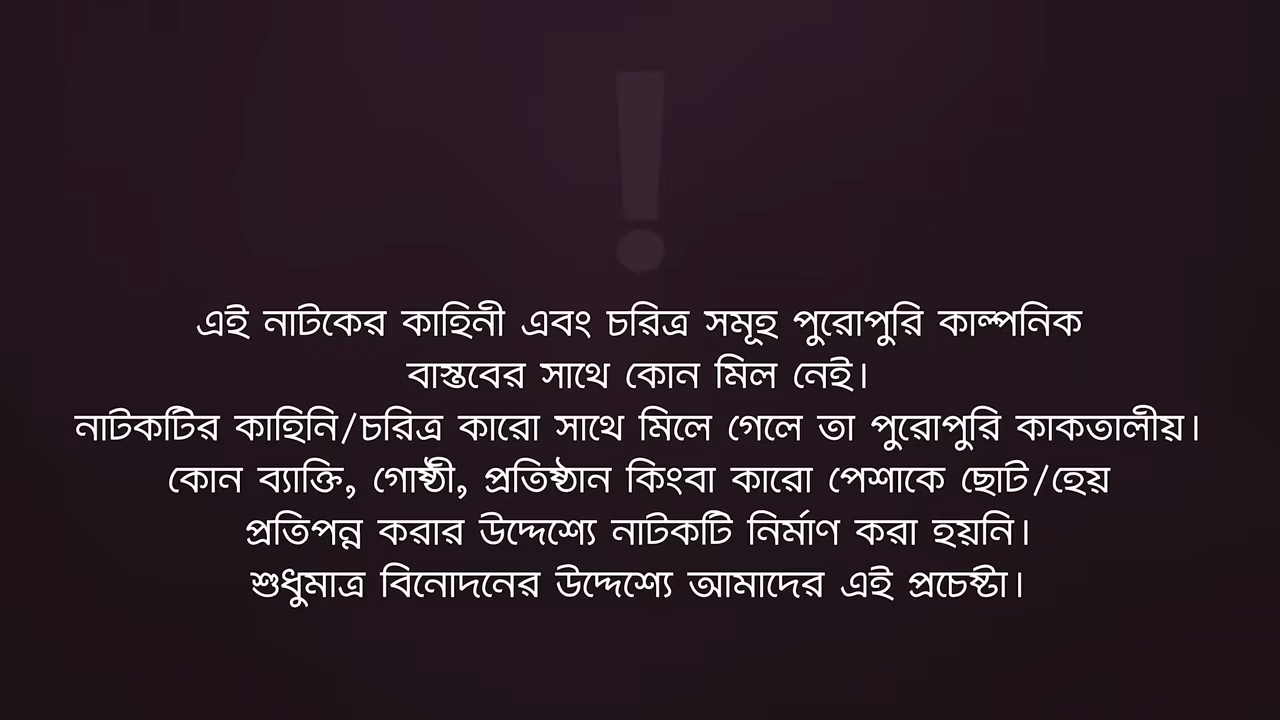 এই নাটকের কাহিনী এবং চরিত্র সমূহ পুরোপুরি কাল্পনিক
বাস্তবের সাথে কোন মিল নেই।
নাটকটির কাহিনি/চরিত্র কারো সাথে মিলে গেলে তা পুরোপুরি কাকতালীয়।
কোন ব্যাক্তি, গোষ্ঠী, প্রতিষ্ঠান কিংবা কারো পেশাকে ছোট/হেয়
প্রতিপন্ন করার উদ্দেশ্যে নাটকটি নির্মাণ করা হয়নি।
শুধুমাত্র বিনোদনের উদ্দেশ্যে আমাদের এই প্রচেষ্টা।